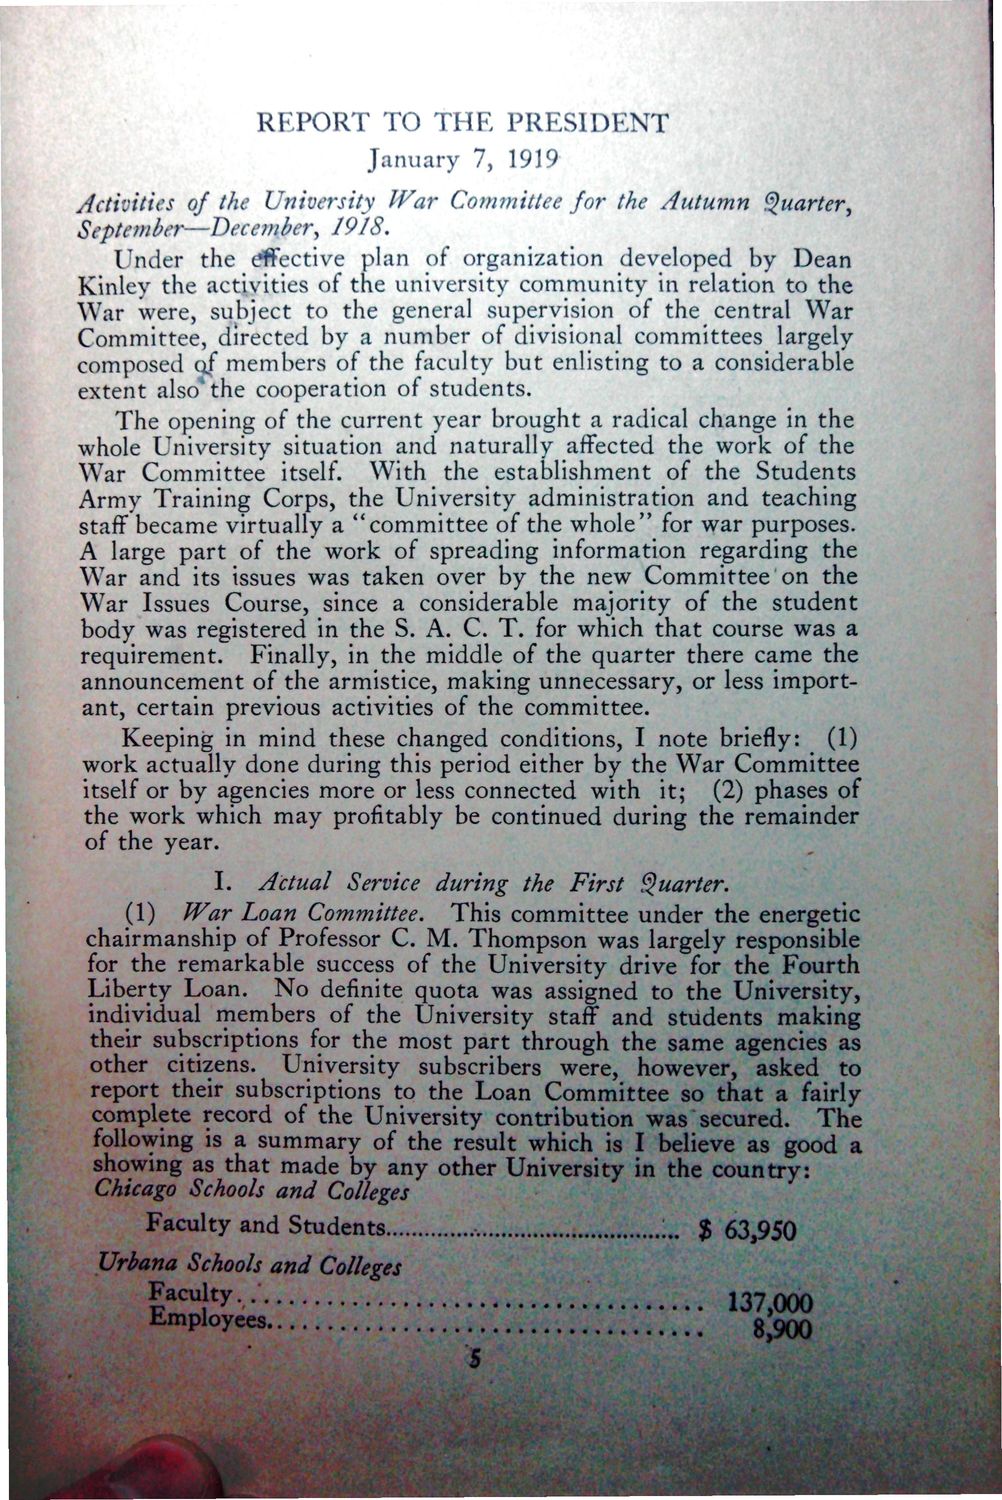 REPORT TO THE PRESIDENT
January 7, 1919
Activities of the University War Committee for the Autumn Quarter,
September—December, 1918.
Under the effective plan of organization developed by Dean
Kinley the activities of the university community in relation to the
War were, subject to the general supervision of the central War
Committee, directed by a number of divisional committees largely
composed of members of the faculty but enlisting to a considerable
extent also the cooperation of students.
The opening of the current year brought a radical change in the
whole University situation and naturally affected the work of the
War Committee itself. With the establishment of the Students
Army Training Corps, the University administration and teaching
staff became virtually a "committee of the whole" for war purposes.
A large part of the work of spreading information regarding the
War and its issues was taken over by the new Committee on the
War Issues Course, since a considerable majority of the student
body was registered in the S. A. C. T. for which that course was a
requirement. Finally, in the middle of the quarter there came the
announcement of the armistice, making unnecessary, or less import-
ant, certain previous activities of the committee.
Keeping in mind these changed conditions, I note briefly: (1)
work actually done during this period either by the War Committee
itself or by agencies more or less connected with it; (2) phases of
the work which may profitably be continued during the remainder
of the year.
I. Actual Service during the First Quarter.
(1) War Loan Committee. This committee under the energetic
chairmanship of Professor C. M. Thompson was largely responsible
for the remarkable success of the University drive for the Fourth
Liberty Loan. No definite quota was assigned to the University,
individual members of the University staff and students making
their subscriptions for the most part through the same agencies as
other citizens. University subscribers were, however, asked to
report their subscriptions to the Loan Committee so that a fairly
complete record of the University contribution was secured. The
following is a summary of the result which is I believe as good a
showing as that made by any other University in the country:
Chicago Schools and Colleges
Faculty and Students.............................................. $ 63,950
Urbana Schools and Colleges
Faculty....................................... 137,000
Employees..................................... 8,900
5